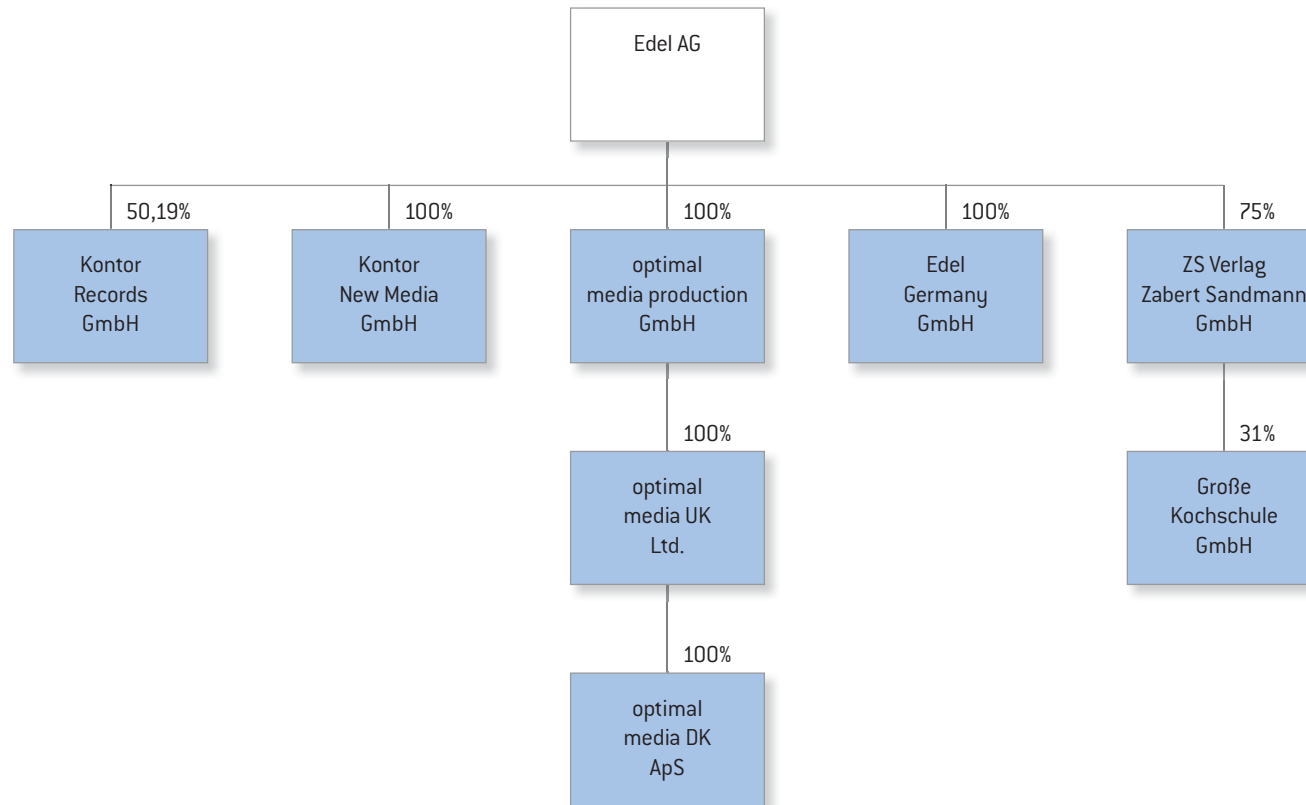 Edel AG
50,19%
100%
100%
100%
75%
Kontor
Records
GmbH
Kontor
New Media
GmbH
optimal
media production
GmbH
Edel
Germany
GmbH
ZS Verlag
Zabert Sandmann
GmbH
100%
31%
optimal
media UK
Ltd.
Große
Kochschule
GmbH
100%
optimal
media DK
ApS